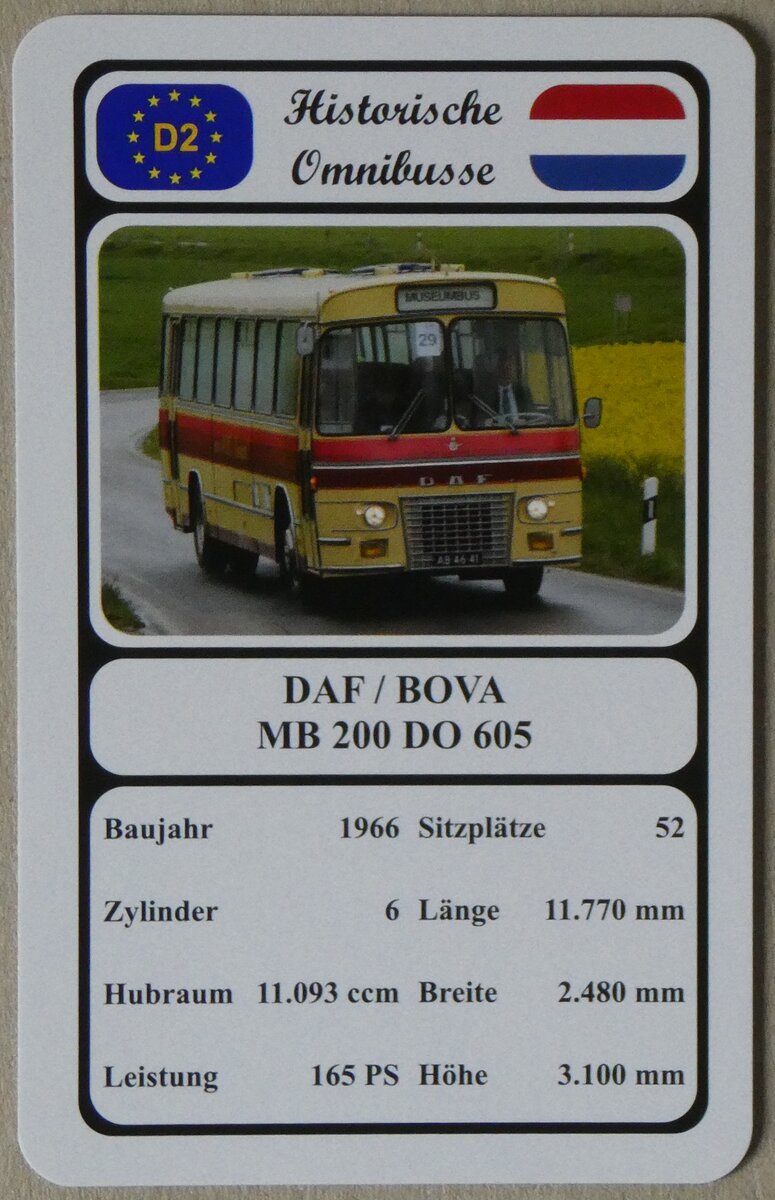 D2
Historische
Omnibusse
MUSEUMBUS
29
DAF
AB 46 41
DAF / BOVA
MB 200 DO 605
Baujahr 1966 Sitzplätze 52
Zylinder 6 Länge 11.770 mm
Hubraum 11.093 ccm Breite 2.480 mm
Leistung 165 PS Höhe 3.100 mm